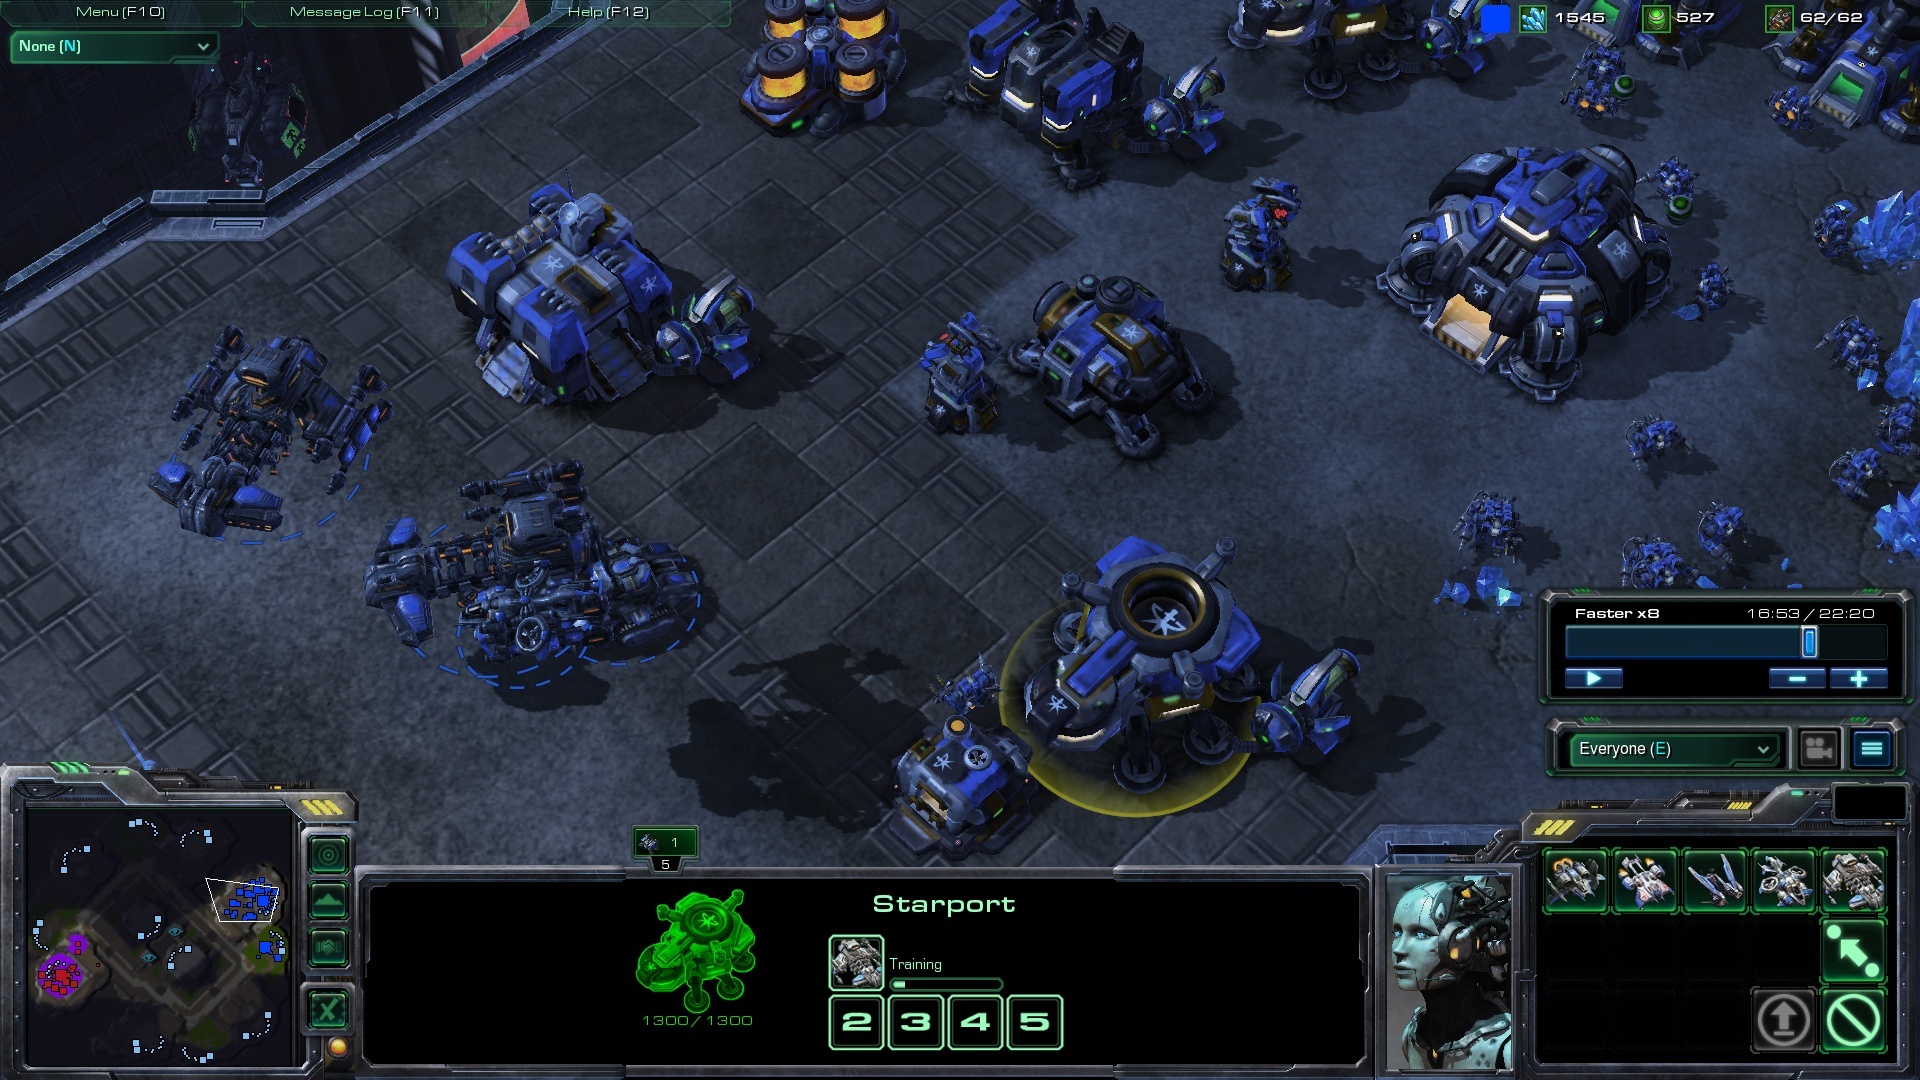 Menu (F10)
Message Log (F11)
Help (F12)
1545
527
62/62
None (N)
Faster x8
16:53 / 22:20
Everyone (E)
1
5
Starport
Training
1300/1300
2 3 4 5